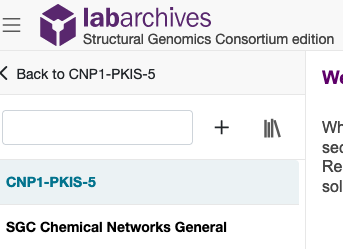 labarchives
Structural Genomics Consortium edition
Back to CNP1-PKIS-5
CNP1-PKIS-5
SGC Chemical Networks General